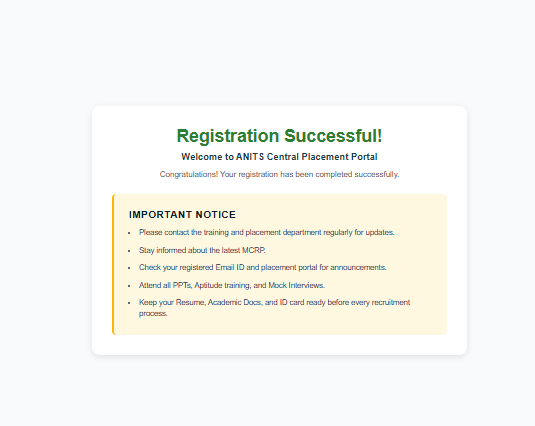 Registration Successful!
Welcome to ANITS Central Placement Portal
Congratulations! Your registration has been completed successfully.
IMPORTANT NOTICE
• Please contact the training and placement department regularly for updates.
• Stay informed about the latest MCRP.
• Check your registered Email ID and placement portal for announcements.
• Attend all PPTs, Aptitude training, and Mock Interviews.
• Keep your Resume, Academic Docs, and ID card ready before every recruitment
process.